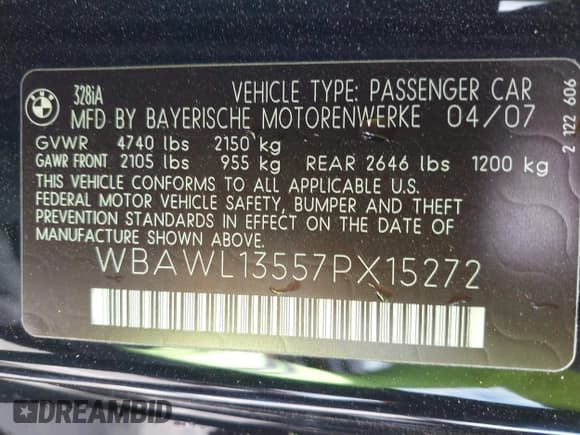 BMW
328iA
VEHICLE TYPE: PASSENGER CAR
MFD BY BAYERISCHE MOTORENWERKE 04/07
GVWR 4740 lbs 2150 kg
GAWR FRONT 2105 lbs 955 kg REAR 2646 lbs 1200 kg
THIS VEHICLE CONFORMS TO ALL APPLICABLE U.S.
FEDERAL MOTOR VEHICLE SAFETY, BUMPER AND THEFT
PREVENTION STANDARDS IN EFFECT ON THE DATE OF
MANUFACTURE SHOWN ABOVE.
WBAWL13557PX15272
2 122 606
DREAMBID